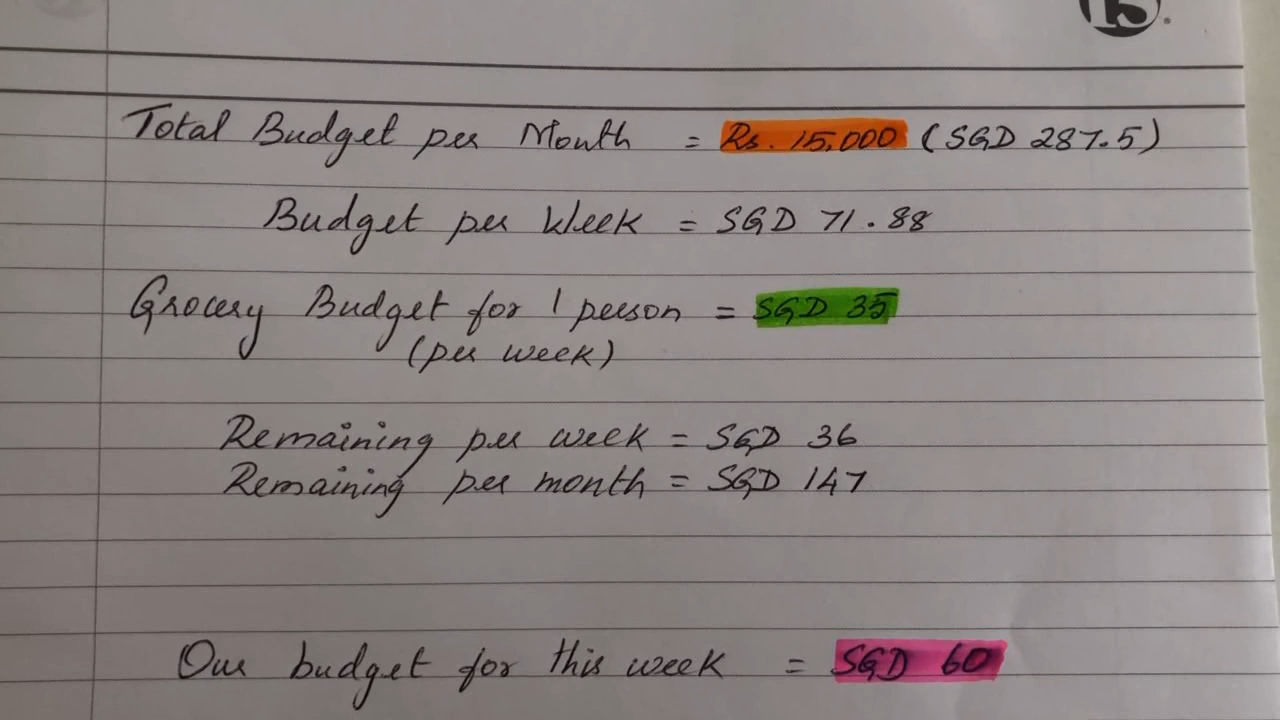 15.
Total Budget per Month = Rs. 15,000 (SGD 287.5)
Budget per Week = SGD 71.88
Grocery Budget for 1 person = SGD 35
(per week)
Remaining per week = SGD 36
Remaining per month = SGD 147
Our budget for this week = SGD 60